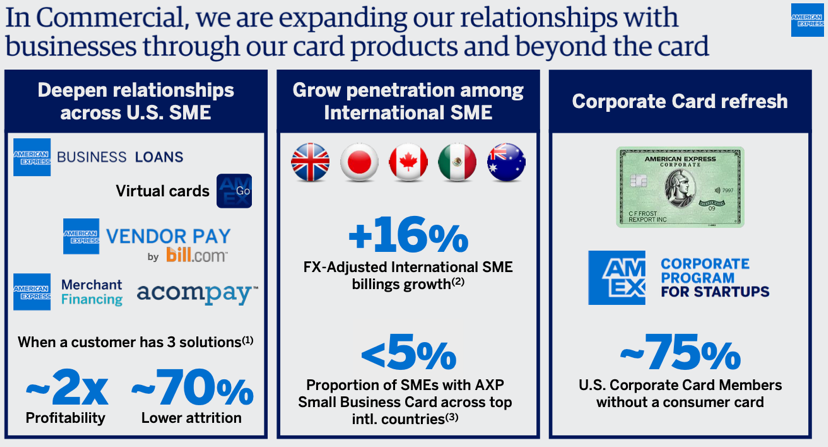 In Commercial, we are expanding our relationships with
businesses through our card products and beyond the card
AMERICAN
EXPRESS
Deepen relationships
across U.S. SME
AMERICAN
EXPRESS
BUSINESS LOANS
Virtual cards
AM
EX
Go
AMERICAN
EXPRESS
VENDOR PAY
by bill.com
AMERICAN
EXPRESS
Merchant
Financing
acompay™
When a customer has 3 solutions(1)
~2x
Profitability
~70%
Lower attrition
Grow penetration among
International SME
+16%
FX-Adjusted International SME
billings growth(2)
<5%
Proportion of SMEs with AXP
Small Business Card across top
intl. countries(3)
Corporate Card refresh
AMERICAN EXPRESS
CORPORATE
7997
09
C F FROST
REXPORT INC
AM
EX
CORPORATE
PROGRAM
FOR STARTUPS
~75%
U.S. Corporate Card Members
without a consumer card